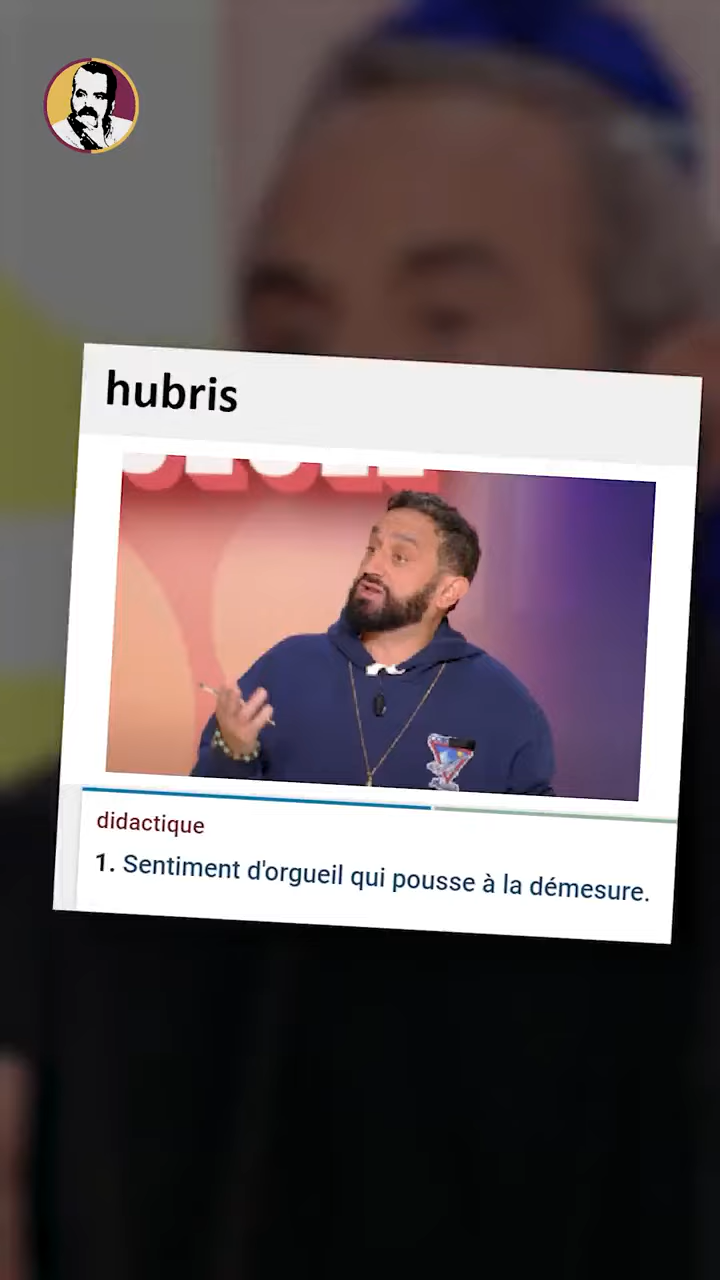 hubris
didactique
1. Sentiment d'orgueil qui pousse à la démesure.